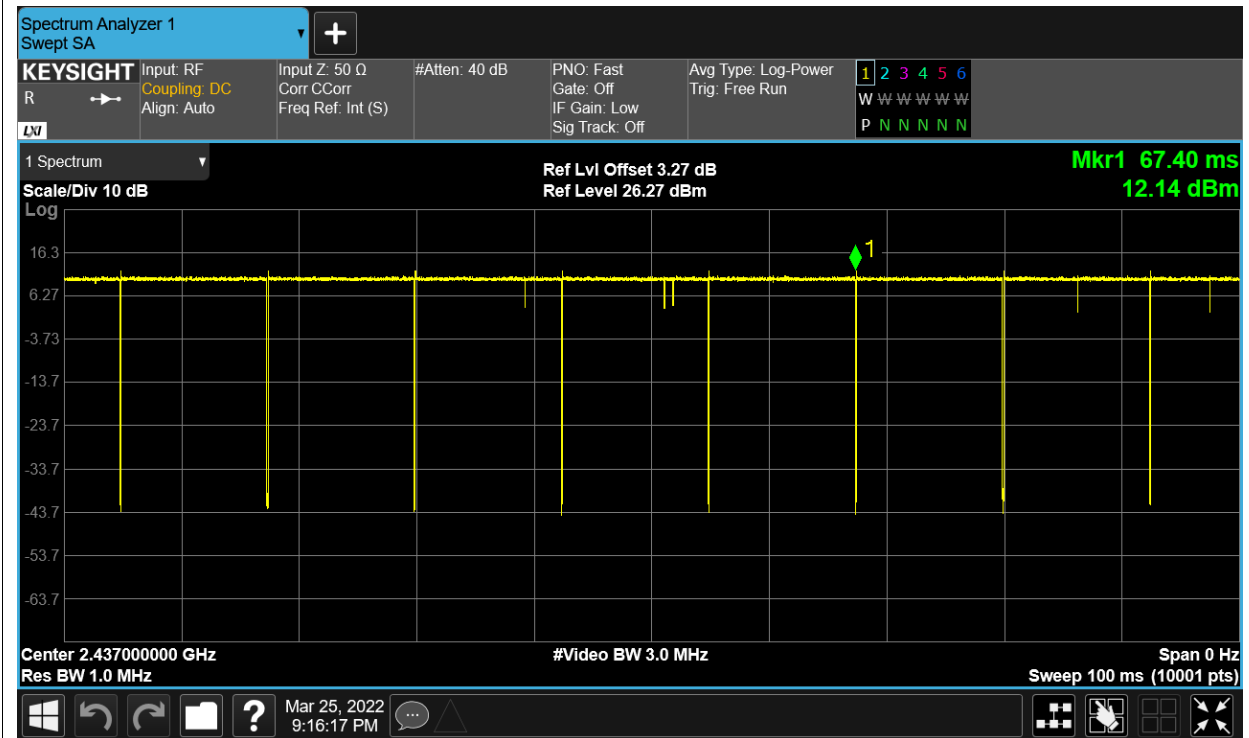 Spectrum Analyzer 1
Swept SA
KEYSIGHT
R
LXI
Input: RF
Coupling: DC
Align: Auto
Input Z: 50 Ω
Corr CCorr
Freq Ref: Int (S)
#Atten: 40 dB
PNO: Fast
Gate: Off
IF Gain: Low
Sig Track: Off
Avg Type: Log-Power
Trig: Free Run
1 2 3 4 5 6
W W W W W W
P N N N N N
1 Spectrum
Scale/Div 10 dB
Ref Lvl Offset 3.27 dB
Ref Level 26.27 dBm
Mkr1 67.40 ms
12.14 dBm
Log
1
16.3
6.27
-3.73
-13.7
-23.7
-33.7
-43.7
-53.7
-63.7
Center 2.437000000 GHz
#Video BW 3.0 MHz
Span 0 Hz
Res BW 1.0 MHz
Sweep 100 ms (10001 pts)
?
Mar 25, 2022
9:16:17 PM